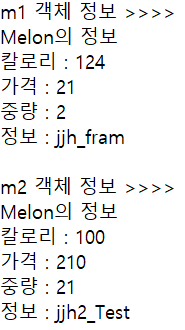 m1 객체 정보 >>>>
Melon의 정보
칼로리 : 124
가격 : 21
중량 : 2
정보 : jjh_fram
m2 객체 정보 >>>>
Melon의 정보
칼로리 : 100
가격 : 210
중량 : 21
정보 : jjh2_Test